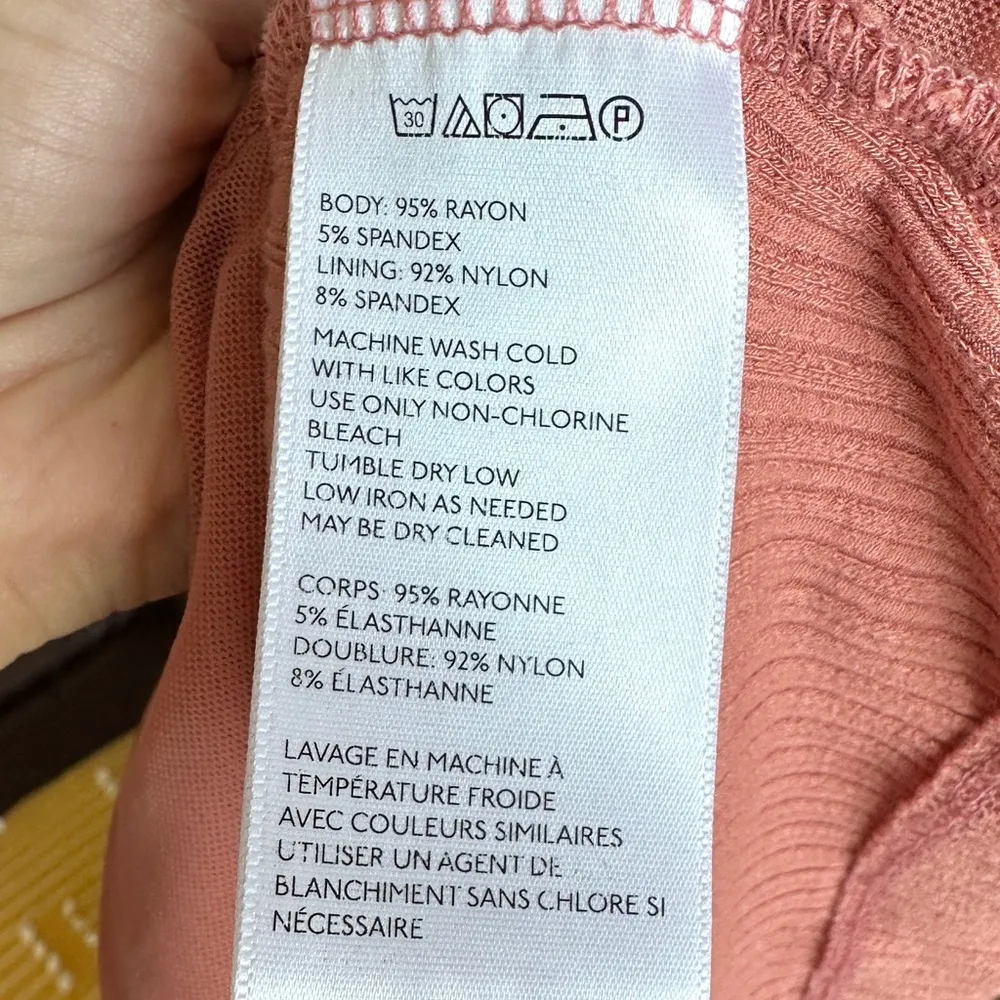 30 P
BODY: 95% RAYON
5% SPANDEX
LINING: 92% NYLON
8% SPANDEX
MACHINE WASH COLD
WITH LIKE COLORS
USE ONLY NON-CHLORINE
BLEACH
TUMBLE DRY LOW
LOW IRON AS NEEDED
MAY BE DRY CLEANED
CORPS: 95% RAYONNE
5% ÉLASTHANNE
DOUBLURE: 92% NYLON
8% ÉLASTHANNE
LAVAGE EN MACHINE À
TEMPÉRATURE FROIDE
AVEC COULEURS SIMILAIRES
UTILISER UN AGENT DE
BLANCHIMENT SANS CHLORE SI
NÉCESSAIRE